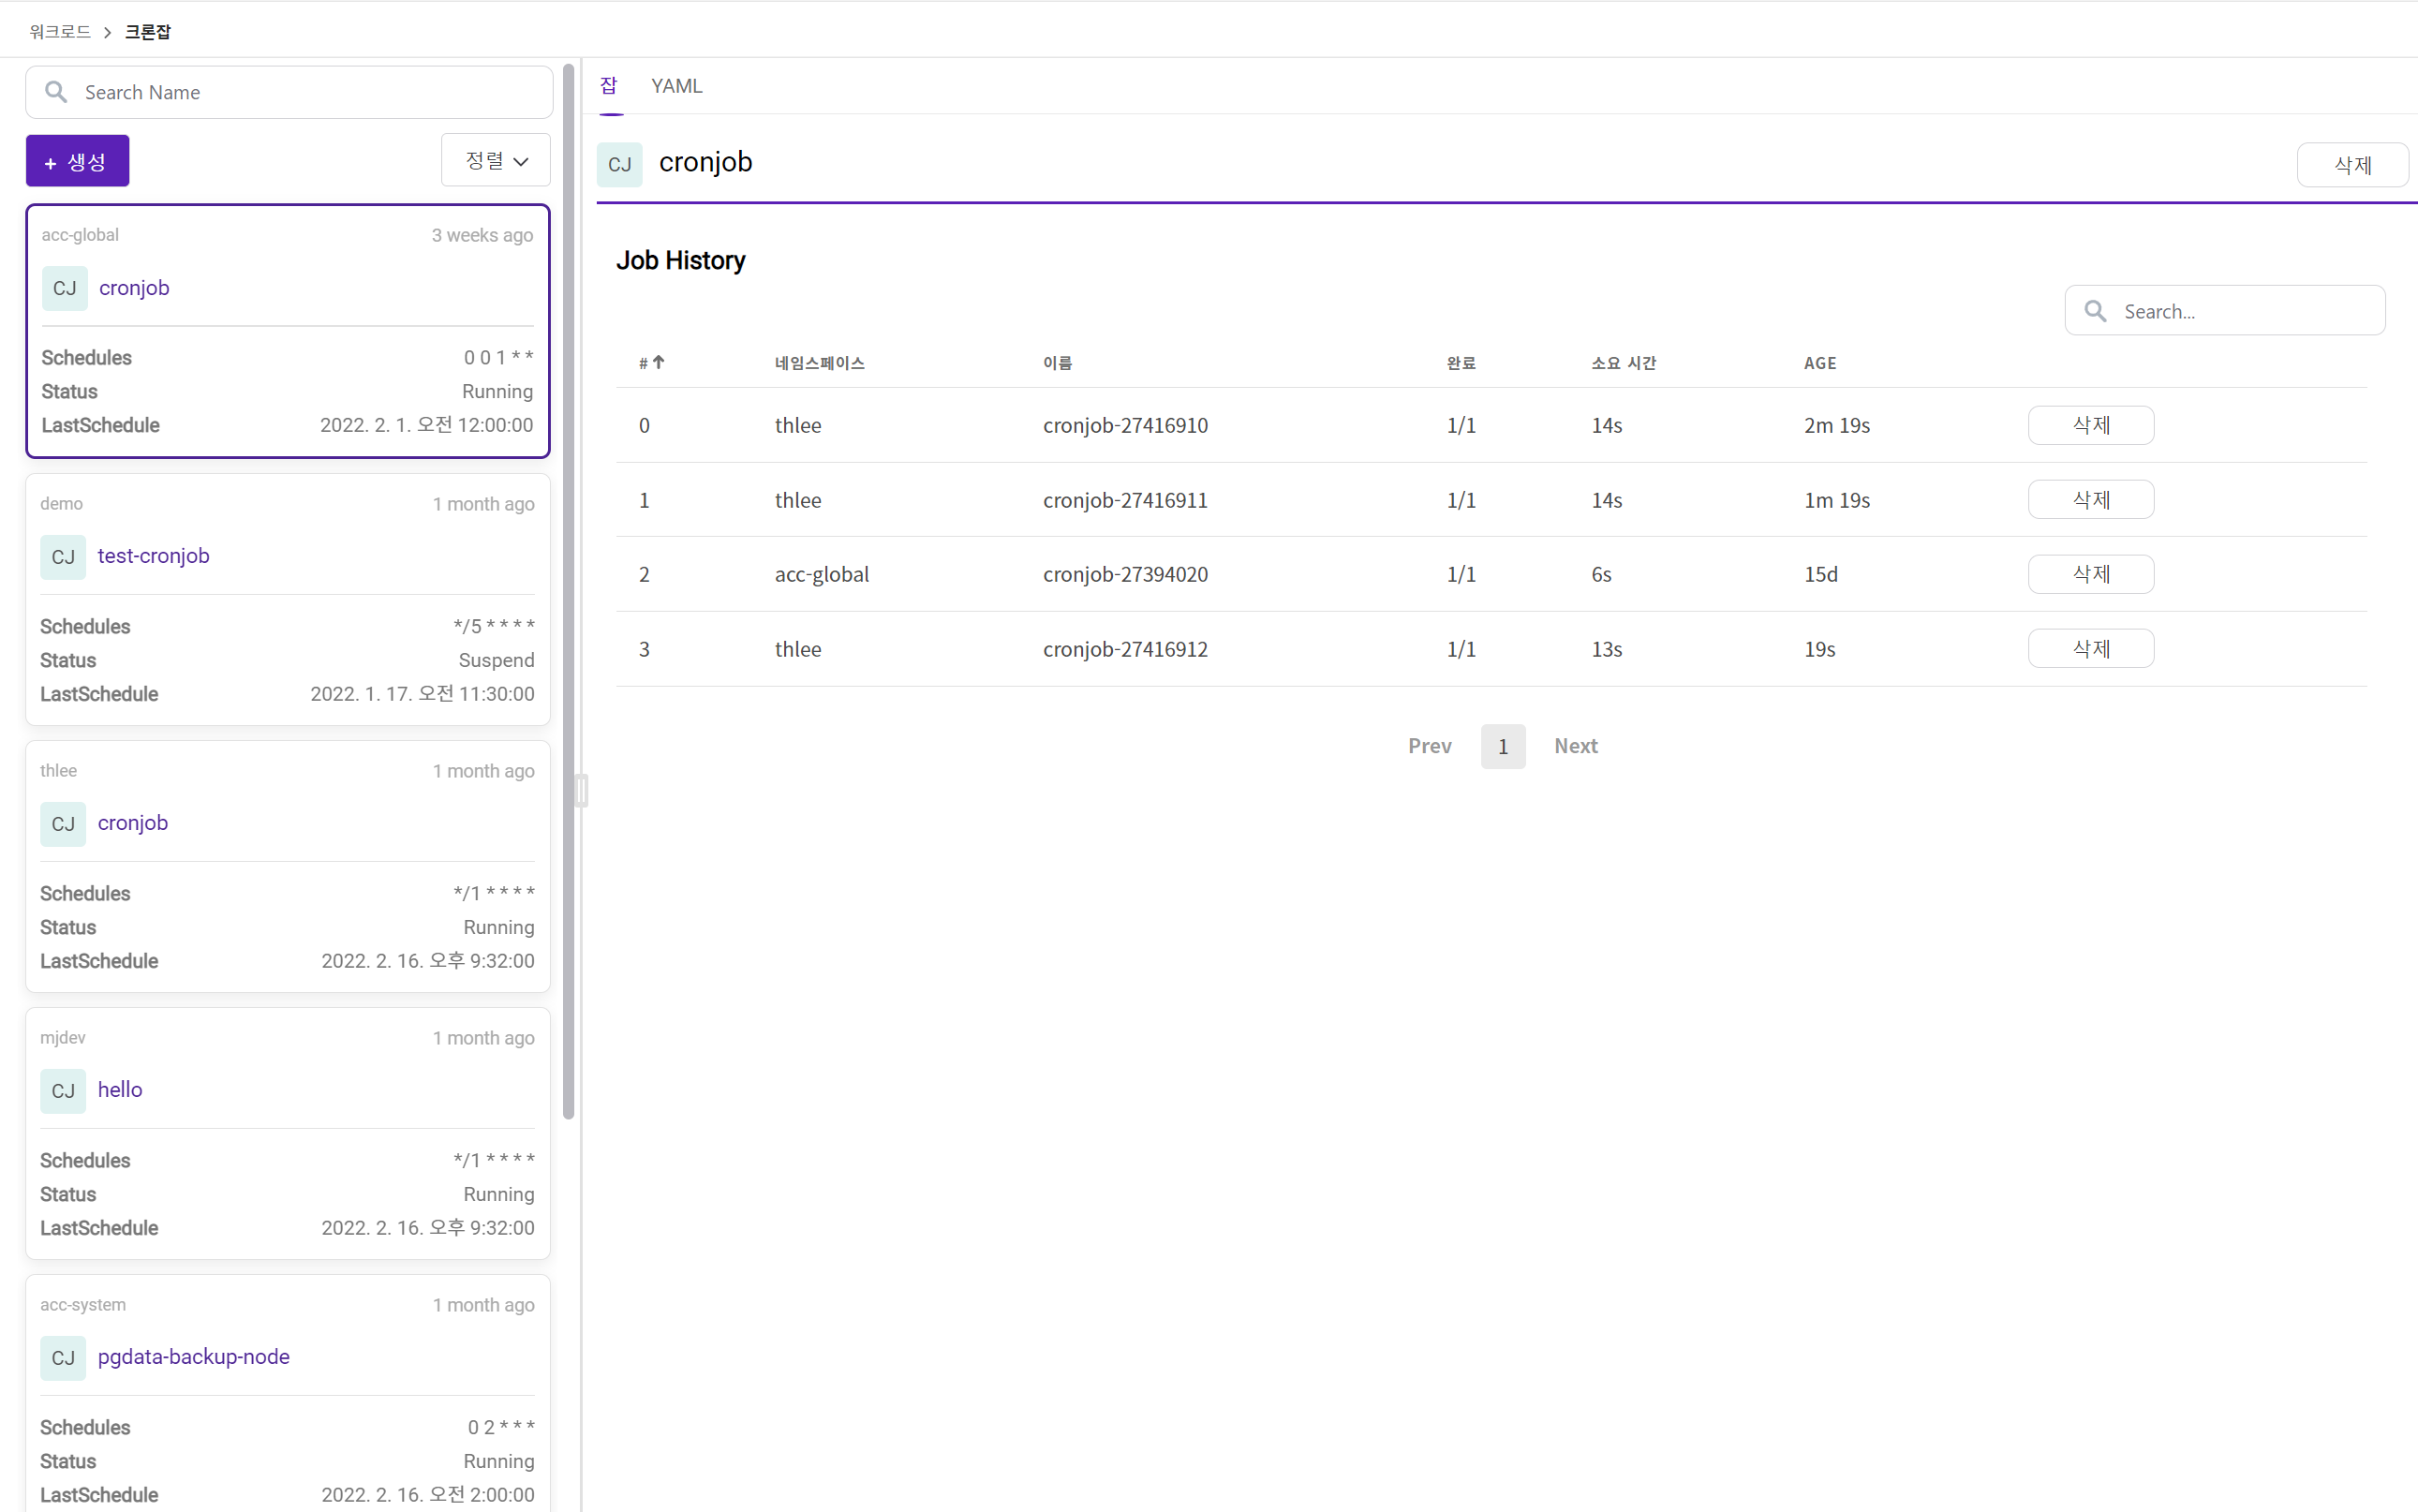 워크로드 > 크론잡
Search Name
+ 생성
정렬
acc-global 3 weeks ago
CJ cronjob
Schedules 0 0 1 * *
Status Running
LastSchedule 2022. 2. 1. 오전 12:00:00
demo 1 month ago
CJ test-cronjob
Schedules */5 * * * *
Status Suspend
LastSchedule 2022. 1. 17. 오전 11:30:00
thlee 1 month ago
CJ cronjob
Schedules */1 * * * *
Status Running
LastSchedule 2022. 2. 16. 오후 9:32:00
mjdev 1 month ago
CJ hello
Schedules */1 * * * *
Status Running
LastSchedule 2022. 2. 16. 오후 9:32:00
acc-system 1 month ago
CJ pgdata-backup-node
Schedules 0 2 * * *
Status Running
LastSchedule 2022. 2. 16. 오전 2:00:00
잡 YAML
CJ cronjob 삭제
Job History
Search...
# 네임스페이스 이름 완료 소요 시간 AGE
0 thlee cronjob-27416910 1/1 14s 2m 19s 삭제
1 thlee cronjob-27416911 1/1 14s 1m 19s 삭제
2 acc-global cronjob-27394020 1/1 6s 15d 삭제
3 thlee cronjob-27416912 1/1 13s 19s 삭제
Prev 1 Next